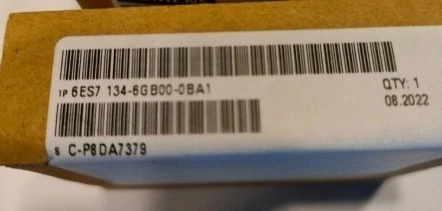 1P 6ES7 134-6GB00-0BA1
QTY: 1
08.2022
S C-P8DA7379